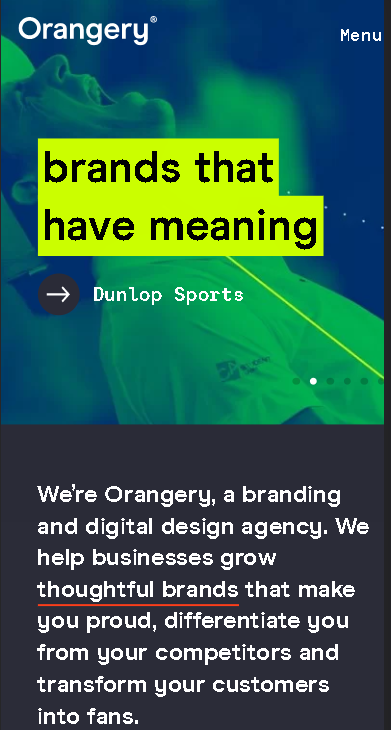 Orangery®
Menu
brands that
have meaning
Dunlop Sports
We're Orangery, a branding
and digital design agency. We
help businesses grow
thoughtful brands that make
you proud, differentiate you
from your competitors and
transform your customers
into fans.